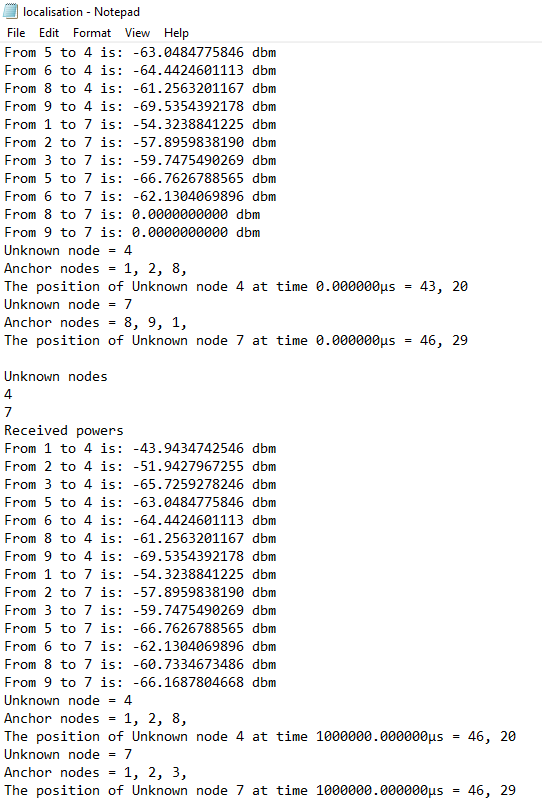 localisation - Notepad
File Edit Format View Help
From 5 to 4 is: -63.0484775846 dbm
From 6 to 4 is: -64.4424601113 dbm
From 8 to 4 is: -61.2563201167 dbm
From 9 to 4 is: -69.5354392178 dbm
From 1 to 7 is: -54.3238841225 dbm
From 2 to 7 is: -57.8959838190 dbm
From 3 to 7 is: -59.7475490269 dbm
From 5 to 7 is: -66.7626788565 dbm
From 6 to 7 is: -62.1304069896 dbm
From 8 to 7 is: 0.0000000000 dbm
From 9 to 7 is: 0.0000000000 dbm
Unknown node = 4
Anchor nodes = 1, 2, 8,
The position of Unknown node 4 at time 0.000000µs = 43, 20
Unknown node = 7
Anchor nodes = 8, 9, 1,
The position of Unknown node 7 at time 0.000000µs = 46, 29
Unknown nodes
4
7
Received powers
From 1 to 4 is: -43.9434742546 dbm
From 2 to 4 is: -51.9427967255 dbm
From 3 to 4 is: -65.7259278246 dbm
From 5 to 4 is: -63.0484775846 dbm
From 6 to 4 is: -64.4424601113 dbm
From 8 to 4 is: -61.2563201167 dbm
From 9 to 4 is: -69.5354392178 dbm
From 1 to 7 is: -54.3238841225 dbm
From 2 to 7 is: -57.8959838190 dbm
From 3 to 7 is: -59.7475490269 dbm
From 5 to 7 is: -66.7626788565 dbm
From 6 to 7 is: -62.1304069896 dbm
From 8 to 7 is: -60.7334673486 dbm
From 9 to 7 is: -66.1687804668 dbm
Unknown node = 4
Anchor nodes = 1, 2, 8,
The position of Unknown node 4 at time 1000000.000000µs = 46, 20
Unknown node = 7
Anchor nodes = 1, 2, 3,
The position of Unknown node 7 at time 1000000.000000µs = 46, 29